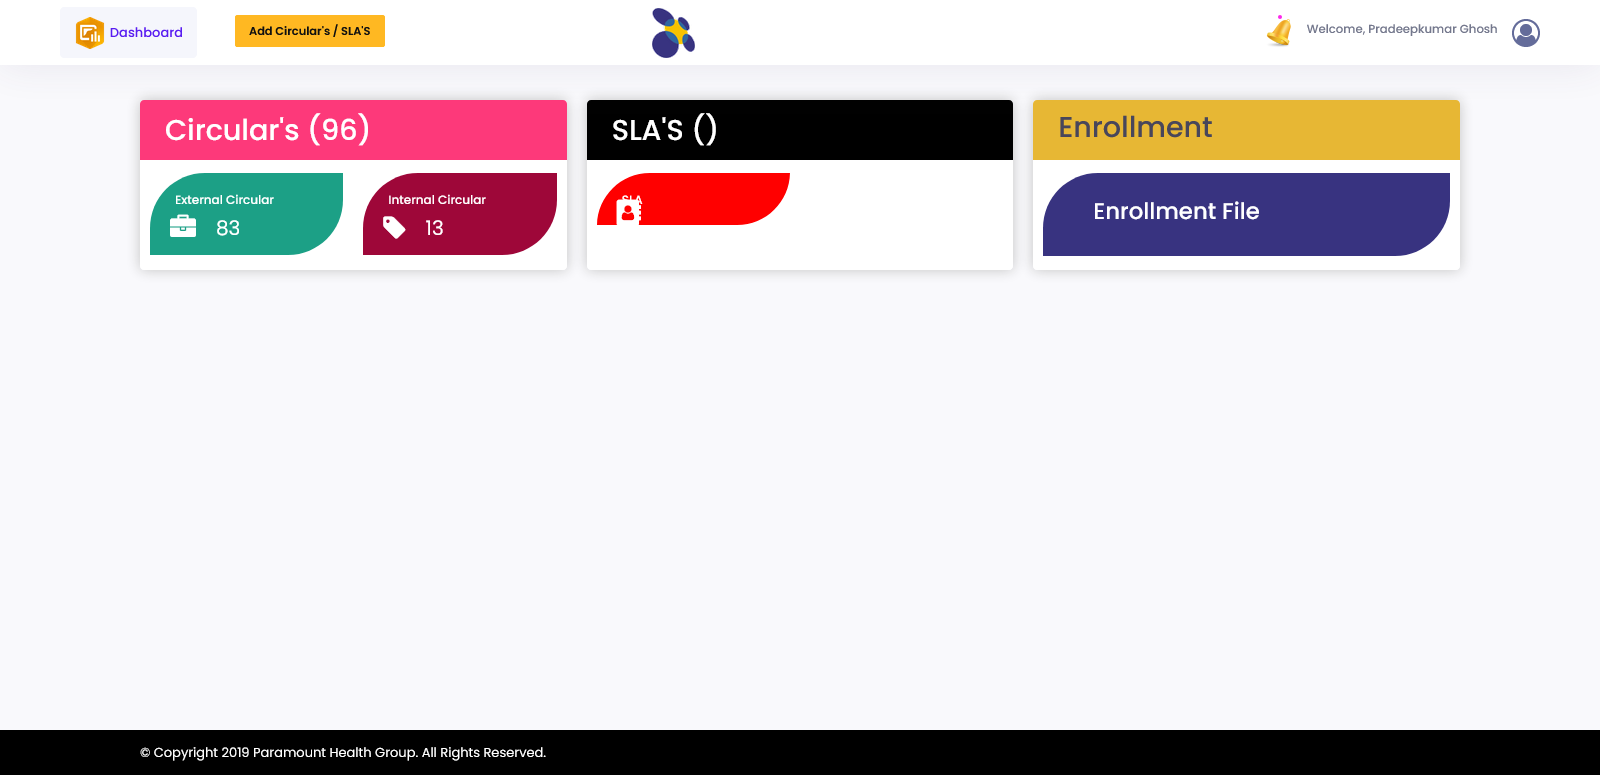 Dashboard
Add Circular's / SLA'S
Welcome, Pradeepkumar Ghosh
Circular's (96)
External Circular
83
Internal Circular
13
SLA'S ()
SLA
Enrollment
Enrollment File
© Copyright 2019 Paramount Health Group. All Rights Reserved.